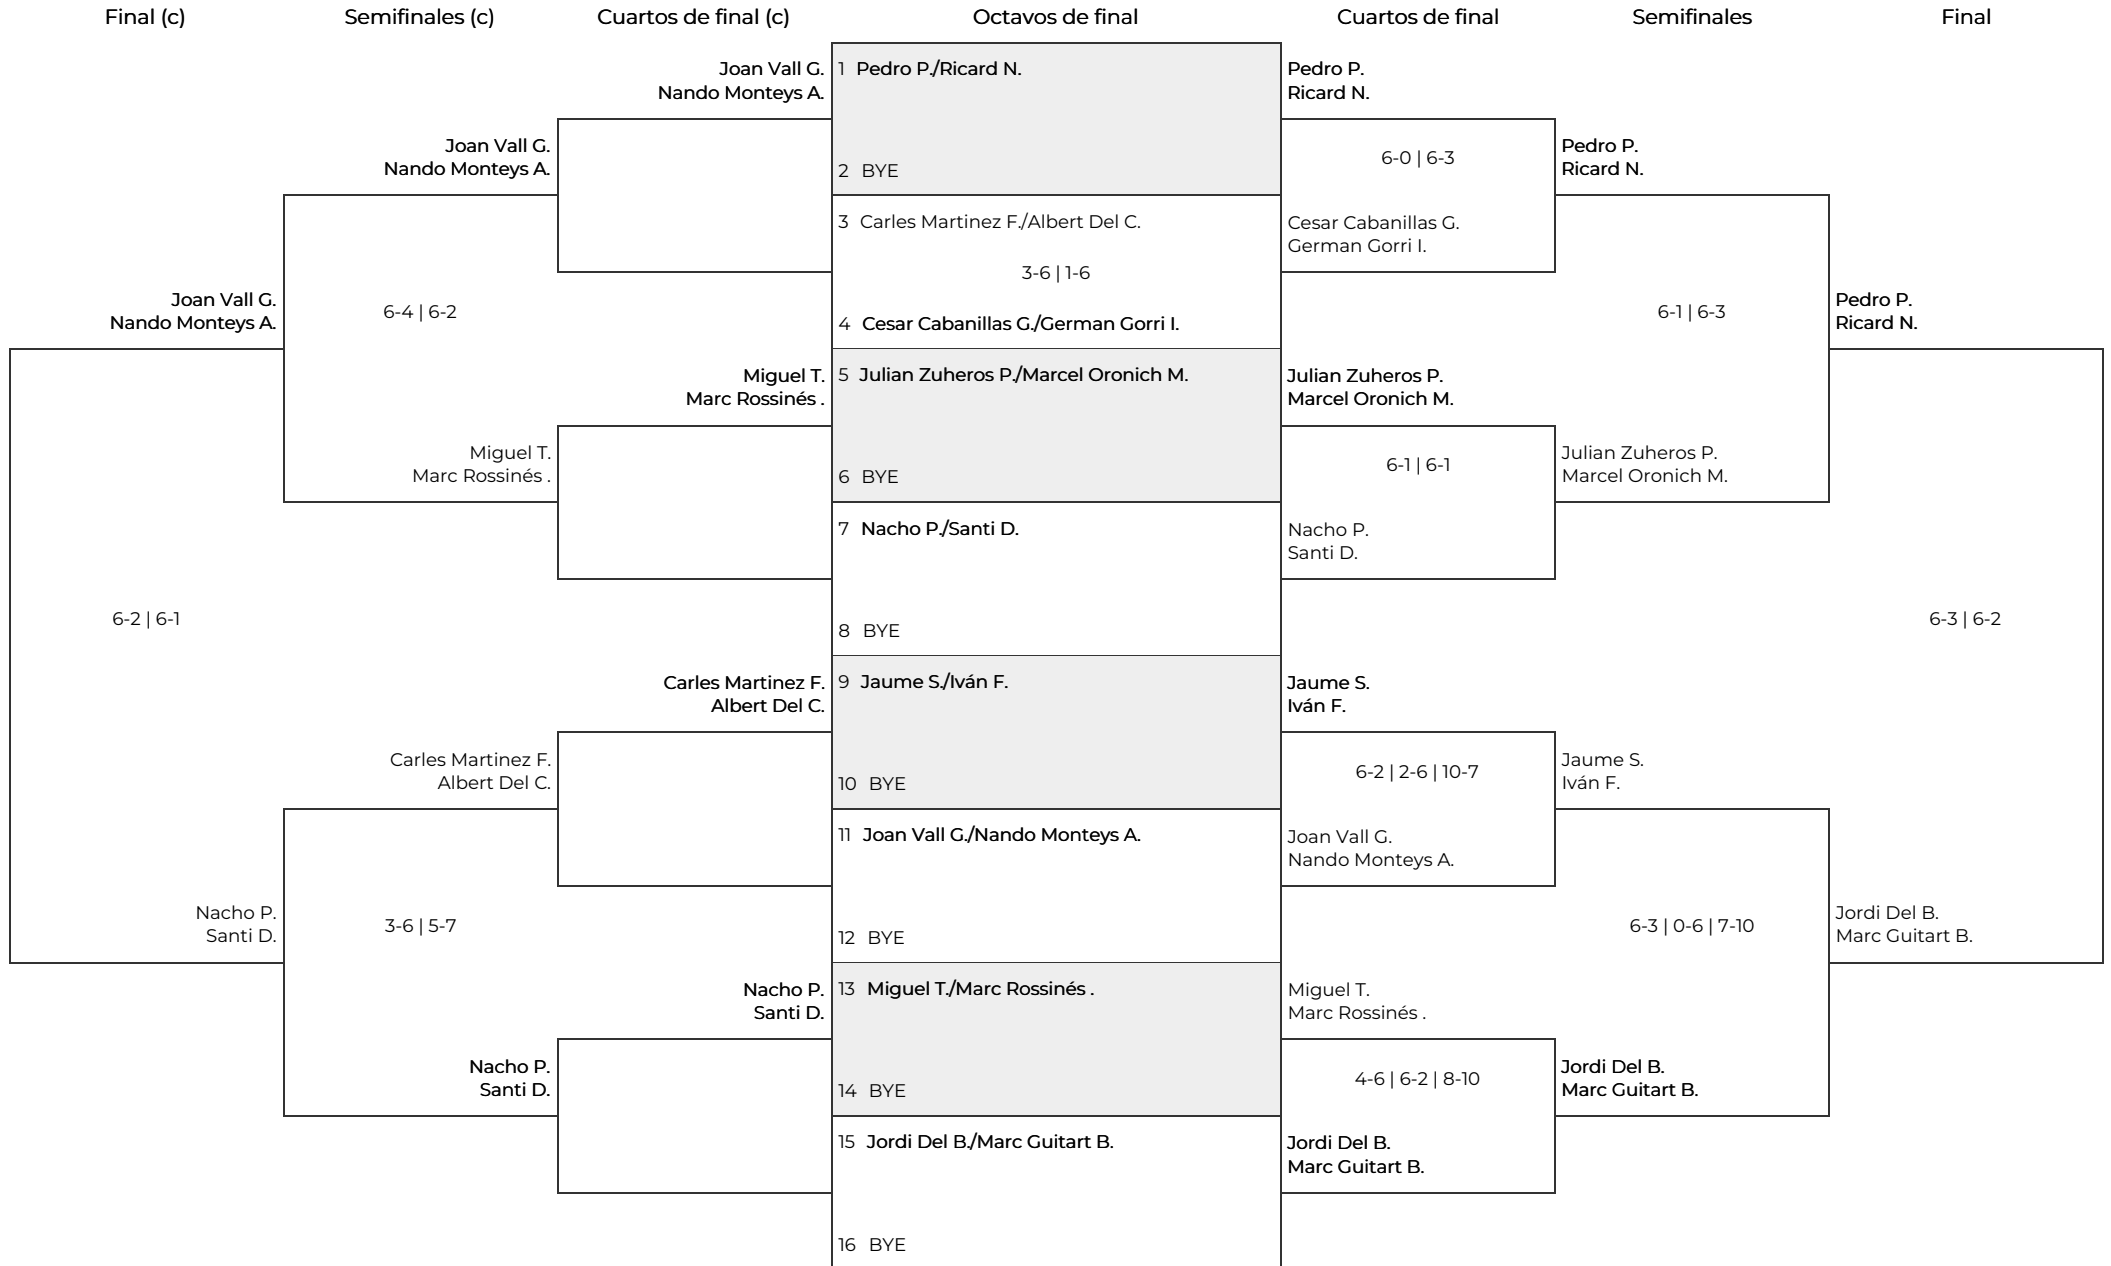 Final (c)
Semifinales (c)
Cuartos de final (c)
Octavos de final
Cuartos de final
Semifinales
Final
Joan Vall G.
Nando Monteys A.
Joan Vall G.
Nando Monteys A.
6-4 | 6-2
Miguel T.
Marc Rossinés .
Joan Vall G.
Nando Monteys A.
Miguel T.
Marc Rossinés .
6-2 | 6-1
Carles Martinez F.
Albert Del C.
Carles Martinez F.
Albert Del C.
Nacho P.
Santi D.
3-6 | 5-7
Nacho P.
Santi D.
Nacho P.
Santi D.
1 Pedro P./Ricard N.
2 BYE
3 Carles Martinez F./Albert Del C.
3-6 | 1-6
4 Cesar Cabanillas G./German Gorri I.
5 Julian Zuheros P./Marcel Oronich M.
6 BYE
7 Nacho P./Santi D.
8 BYE
9 Jaume S./Iván F.
10 BYE
11 Joan Vall G./Nando Monteys A.
12 BYE
13 Miguel T./Marc Rossinés .
14 BYE
15 Jordi Del B./Marc Guitart B.
16 BYE
Pedro P.
Ricard N.
6-0 | 6-3
Cesar Cabanillas G.
German Gorri I.
Julian Zuheros P.
Marcel Oronich M.
6-1 | 6-1
Nacho P.
Santi D.
Jaume S.
Iván F.
6-2 | 2-6 | 10-7
Joan Vall G.
Nando Monteys A.
Miguel T.
Marc Rossinés .
4-6 | 6-2 | 8-10
Jordi Del B.
Marc Guitart B.
Pedro P.
Ricard N.
6-1 | 6-3
Julian Zuheros P.
Marcel Oronich M.
Jaume S.
Iván F.
6-3 | 0-6 | 7-10
Jordi Del B.
Marc Guitart B.
Pedro P.
Ricard N.
6-3 | 6-2
Jordi Del B.
Marc Guitart B.